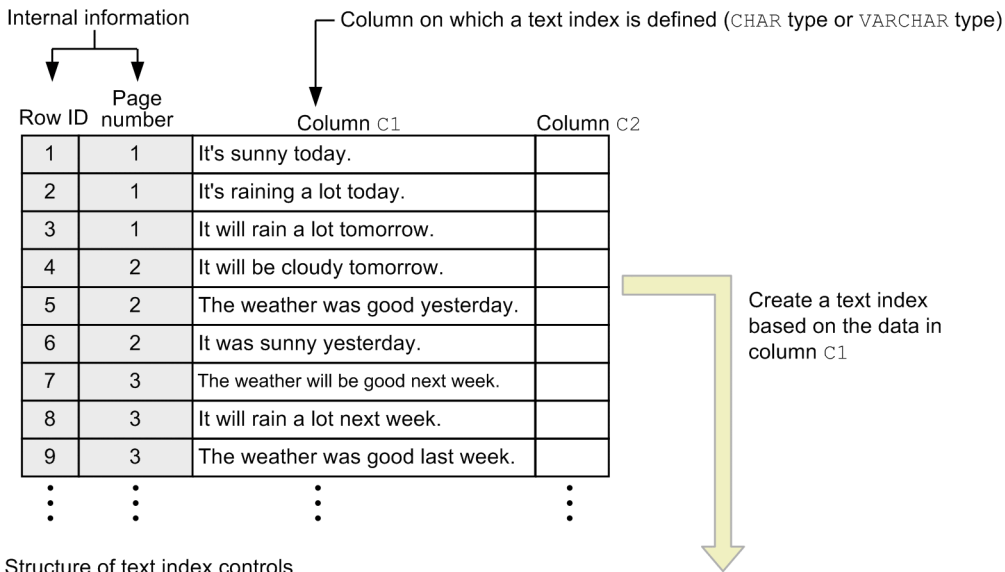 Internal information
Column on which a text index is defined (CHAR type or VARCHAR type)
Row ID
Page number
Column C1
Column C2
1 1 It's sunny today.
2 1 It's raining a lot today.
3 1 It will rain a lot tomorrow.
4 2 It will be cloudy tomorrow.
5 2 The weather was good yesterday.
6 2 It was sunny yesterday.
7 3 The weather will be good next week.
8 3 It will rain a lot next week.
9 3 The weather was good last week.
Create a text index
based on the data in
column C1
Structure of text index controls